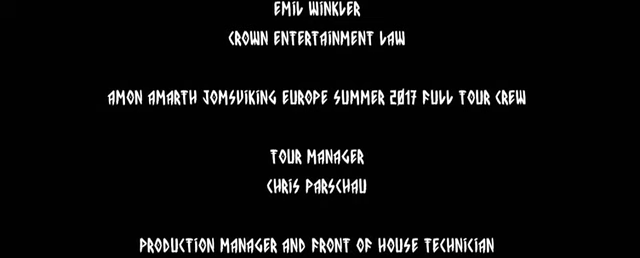 EMIL WINKLER
CROWN ENTERTAINMENT LAW
AMON AMARTH JOMSVIKING EUROPE SUMMER 2017 FULL TOUR CREW
TOUR MANAGER
CHRIS PARSCHAU
PRODUCTION MANAGER AND FRONT OF HOUSE TECHNICIAN